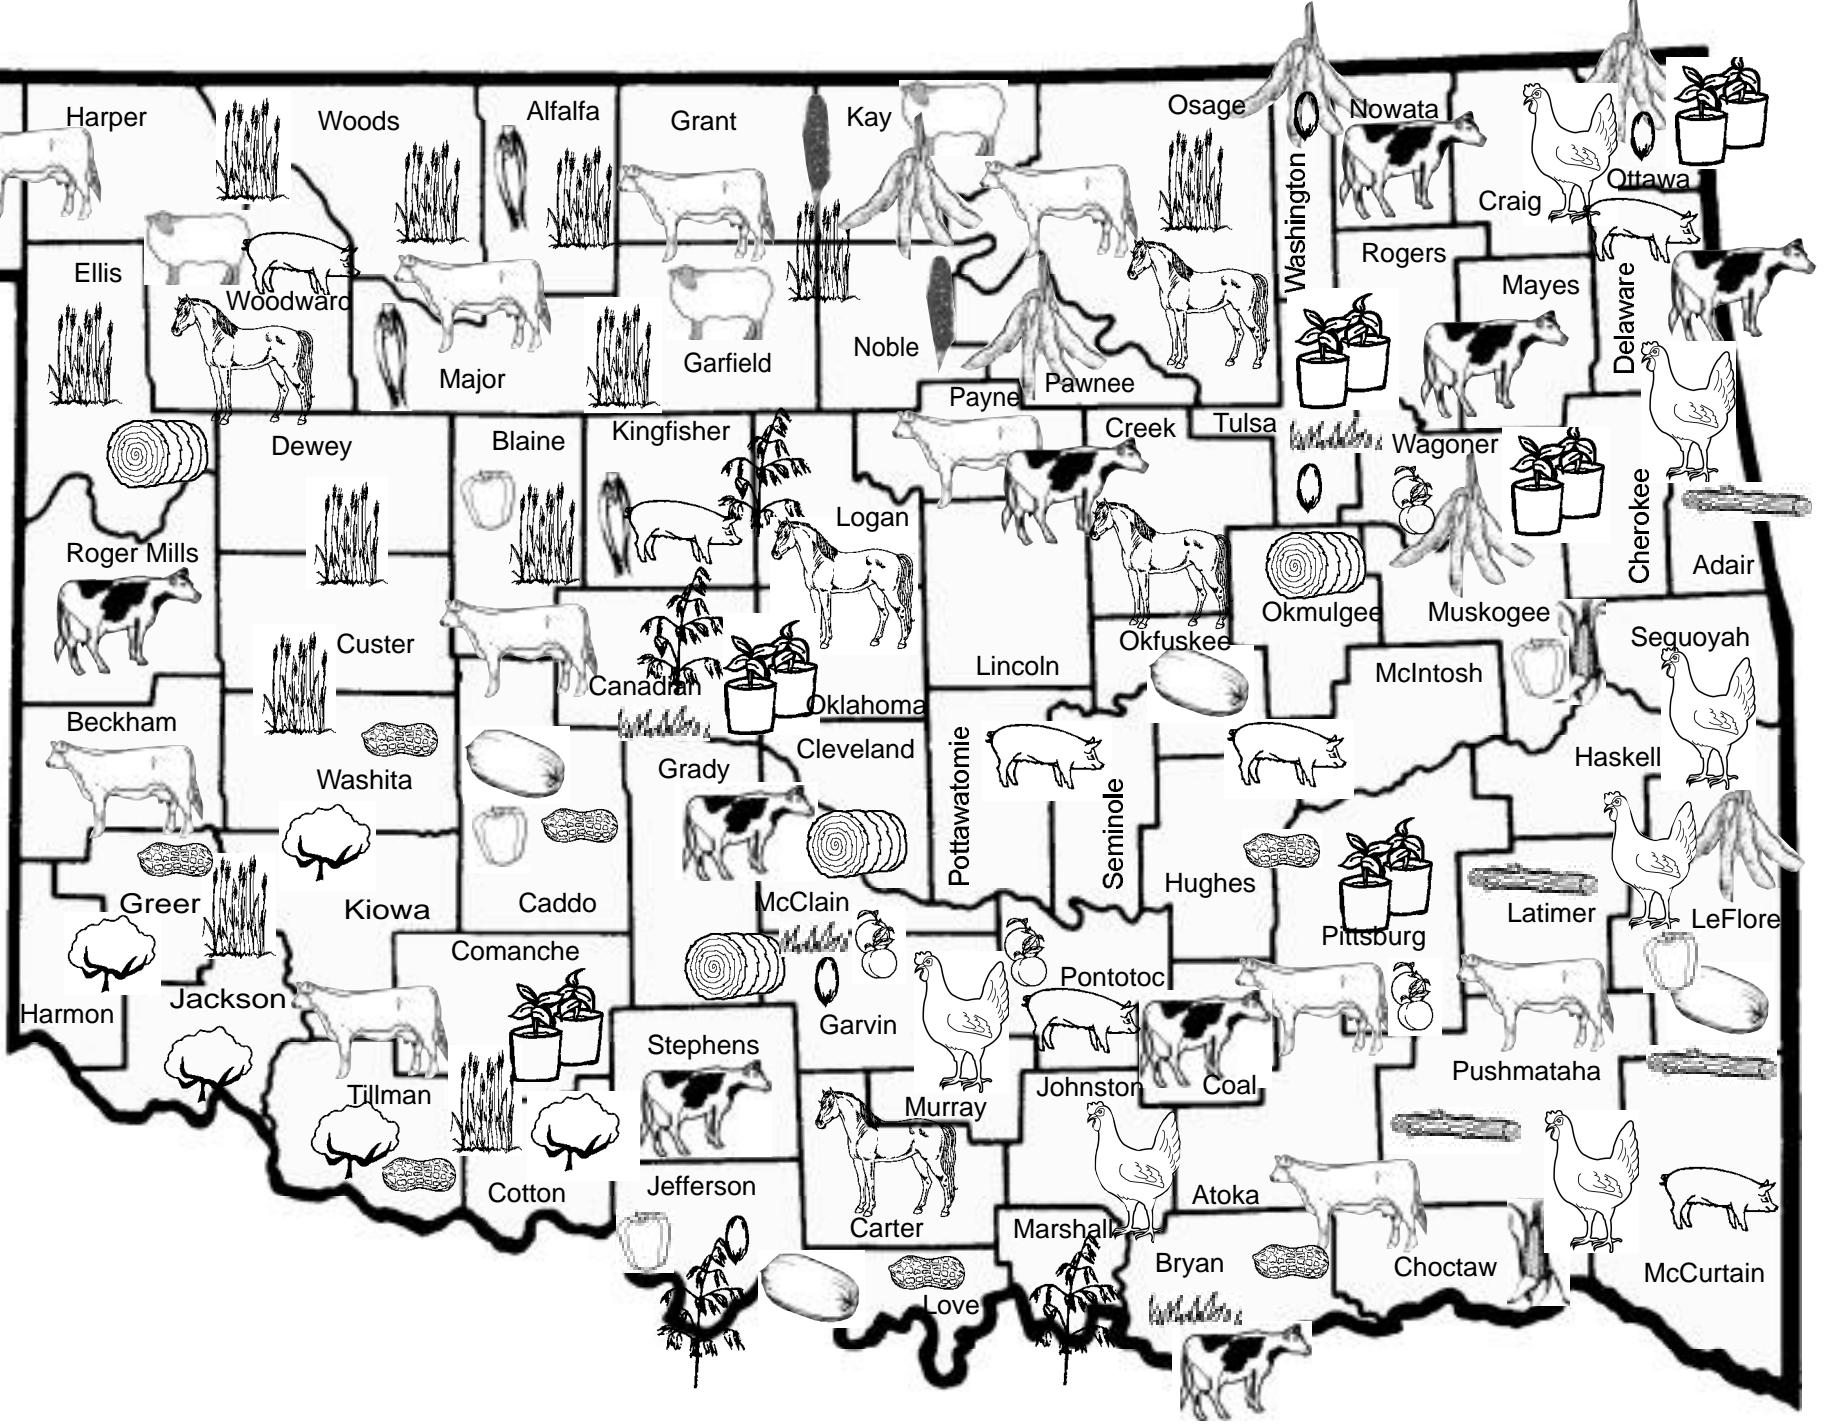 Harper
Woods
Alfalfa
Grant
Kay
Osage
Nowata
Craig
Ottawa
Washington
Ellis
Woodward
Rogers
Mayes
Delaware
Major
Garfield
Noble
Payne
Pawnee
Dewey
Blaine
Kingfisher
Creek
Tulsa
Wagoner
Logan
Cherokee
Roger Mills
Adair
Custer
Okfuskee
Okmulgee
Muskogee
Sequoyah
Canadian
Oklahoma
Lincoln
McIntosh
Beckham
Washita
Grady
Cleveland
Pottawatomie
Seminole
Haskell
Greer
Kiowa
Caddo
McClain
Hughes
Pittsburg
Latimer
LeFlore
Harmon
Jackson
Comanche
Garvin
Pontotoc
Stephens
Tillman
Murray
Johnston
Coal
Pushmataha
Cotton
Jefferson
Carter
Marshall
Atoka
Love
Bryan
Choctaw
McCurtain